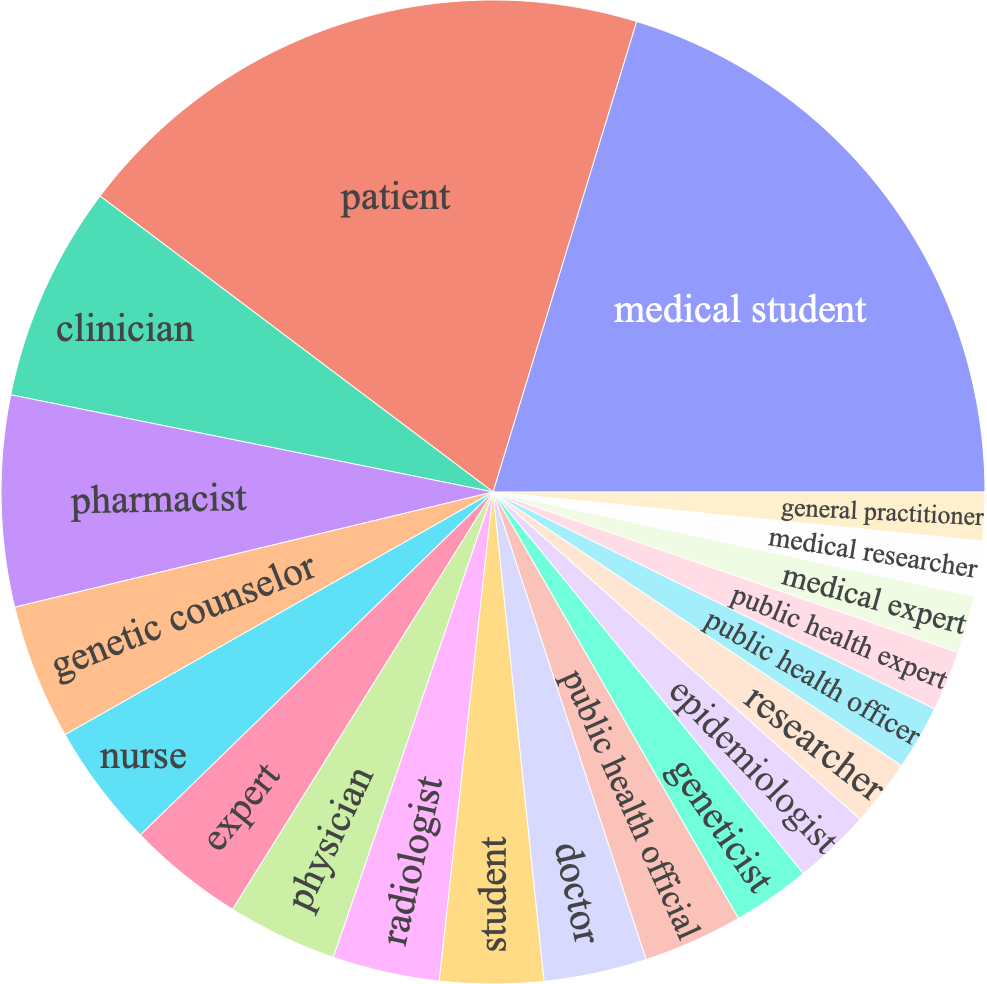 patient
medical student
clinician
pharmacist
general practitioner
medical researcher
medical expert
public health expert
public health officer
researcher
epidemiologist
geneticist
public health official
doctor
student
radiologist
physician
expert
nurse
genetic counselor